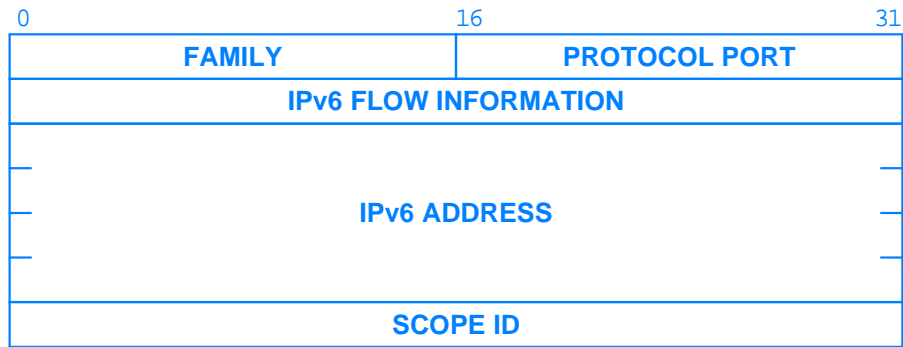 0 16 31
FAMILY PROTOCOL PORT
IPv6 FLOW INFORMATION
IPv6 ADDRESS
SCOPE ID